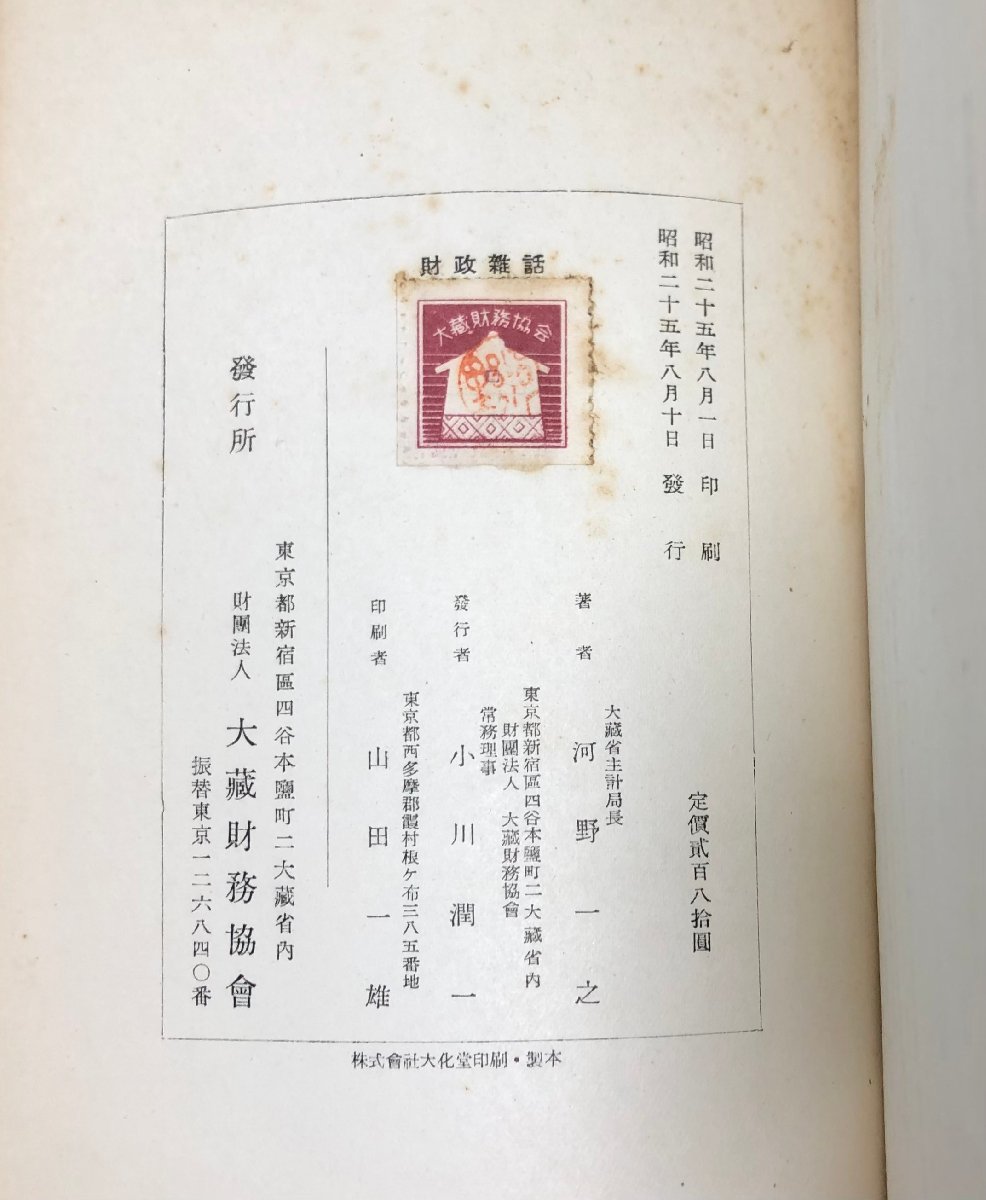 昭和二十五年八月一日 印刷
昭和二十五年八月十日 發行
定價貳百八拾圓
財政雜話
大藏財務協会
大藏省主計局長
著者 河野一之
東京都新宿區四谷本鹽町二大藏省内
財團法人 大藏財務協會
常務理事
發行者 小川潤一
東京都西多摩郡霞村根ケ布三八五番地
印刷者 山田一雄
東京都新宿區四谷本鹽町二大藏省内
發行所 財團法人 大藏財務協會
振替東京一二六八四〇番
株式會社大化堂印刷・製本